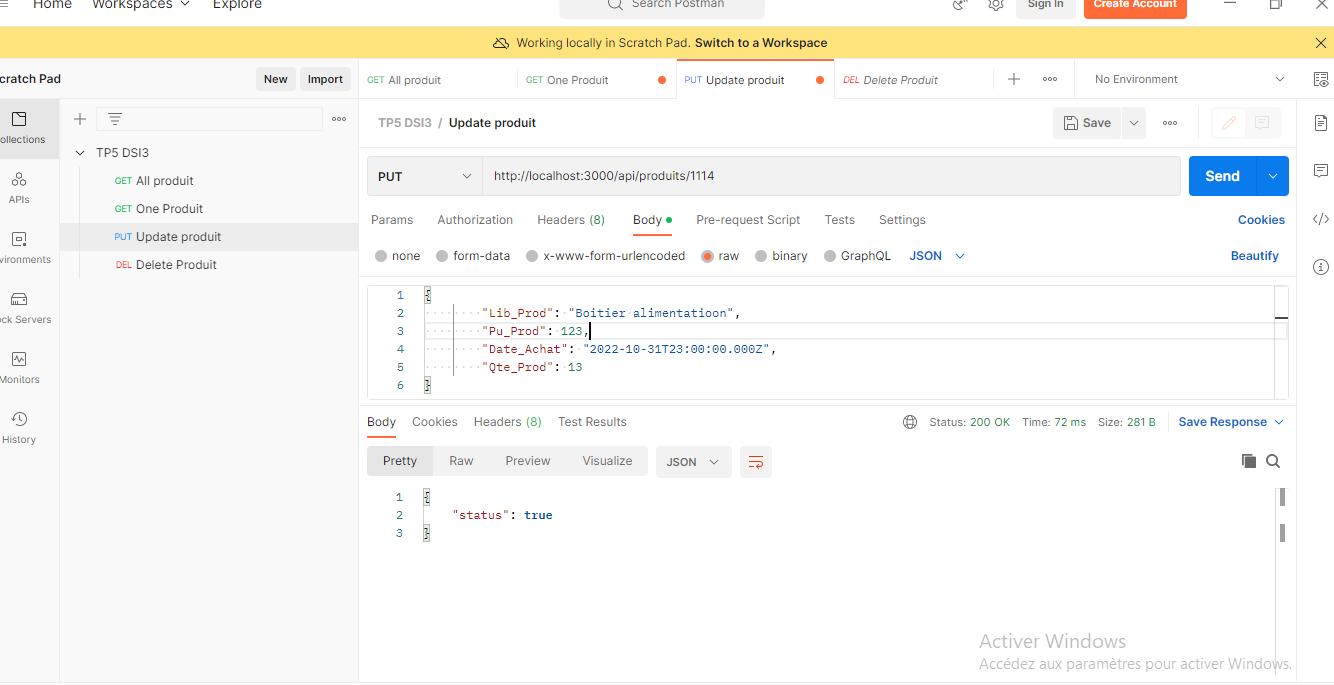 Home Workspaces Explore Search Postman Sign In Create Account
Working locally in Scratch Pad. Switch to a Workspace
cratch Pad New Import GET All produit GET One Produit PUT Update produit DEL Delete Produit No Environment
TP5 DSI3 / Update produit Save
ollections
TP5 DSI3
GET All produit
GET One Produit
PUT Update produit
DEL Delete Produit
APIs
vironments
ock Servers
Monitors
History
PUT http://localhost:3000/api/produits/1114 Send
Params Authorization Headers (8) Body Pre-request Script Tests Settings Cookies
none form-data x-www-form-urlencoded raw binary GraphQL JSON Beautify
1 {
2 "Lib_Prod": "Boitier alimentatioon",
3 "Pu_Prod": 123,
4 "Date_Achat": "2022-10-31T23:00:00.000Z",
5 "Qte_Prod": 13
6 }
Body Cookies Headers (8) Test Results Status: 200 OK Time: 72 ms Size: 281 B Save Response
Pretty Raw Preview Visualize JSON
1 {
2 "status": true
3 }
Activer Windows
Accédez aux paramètres pour activer Windows.